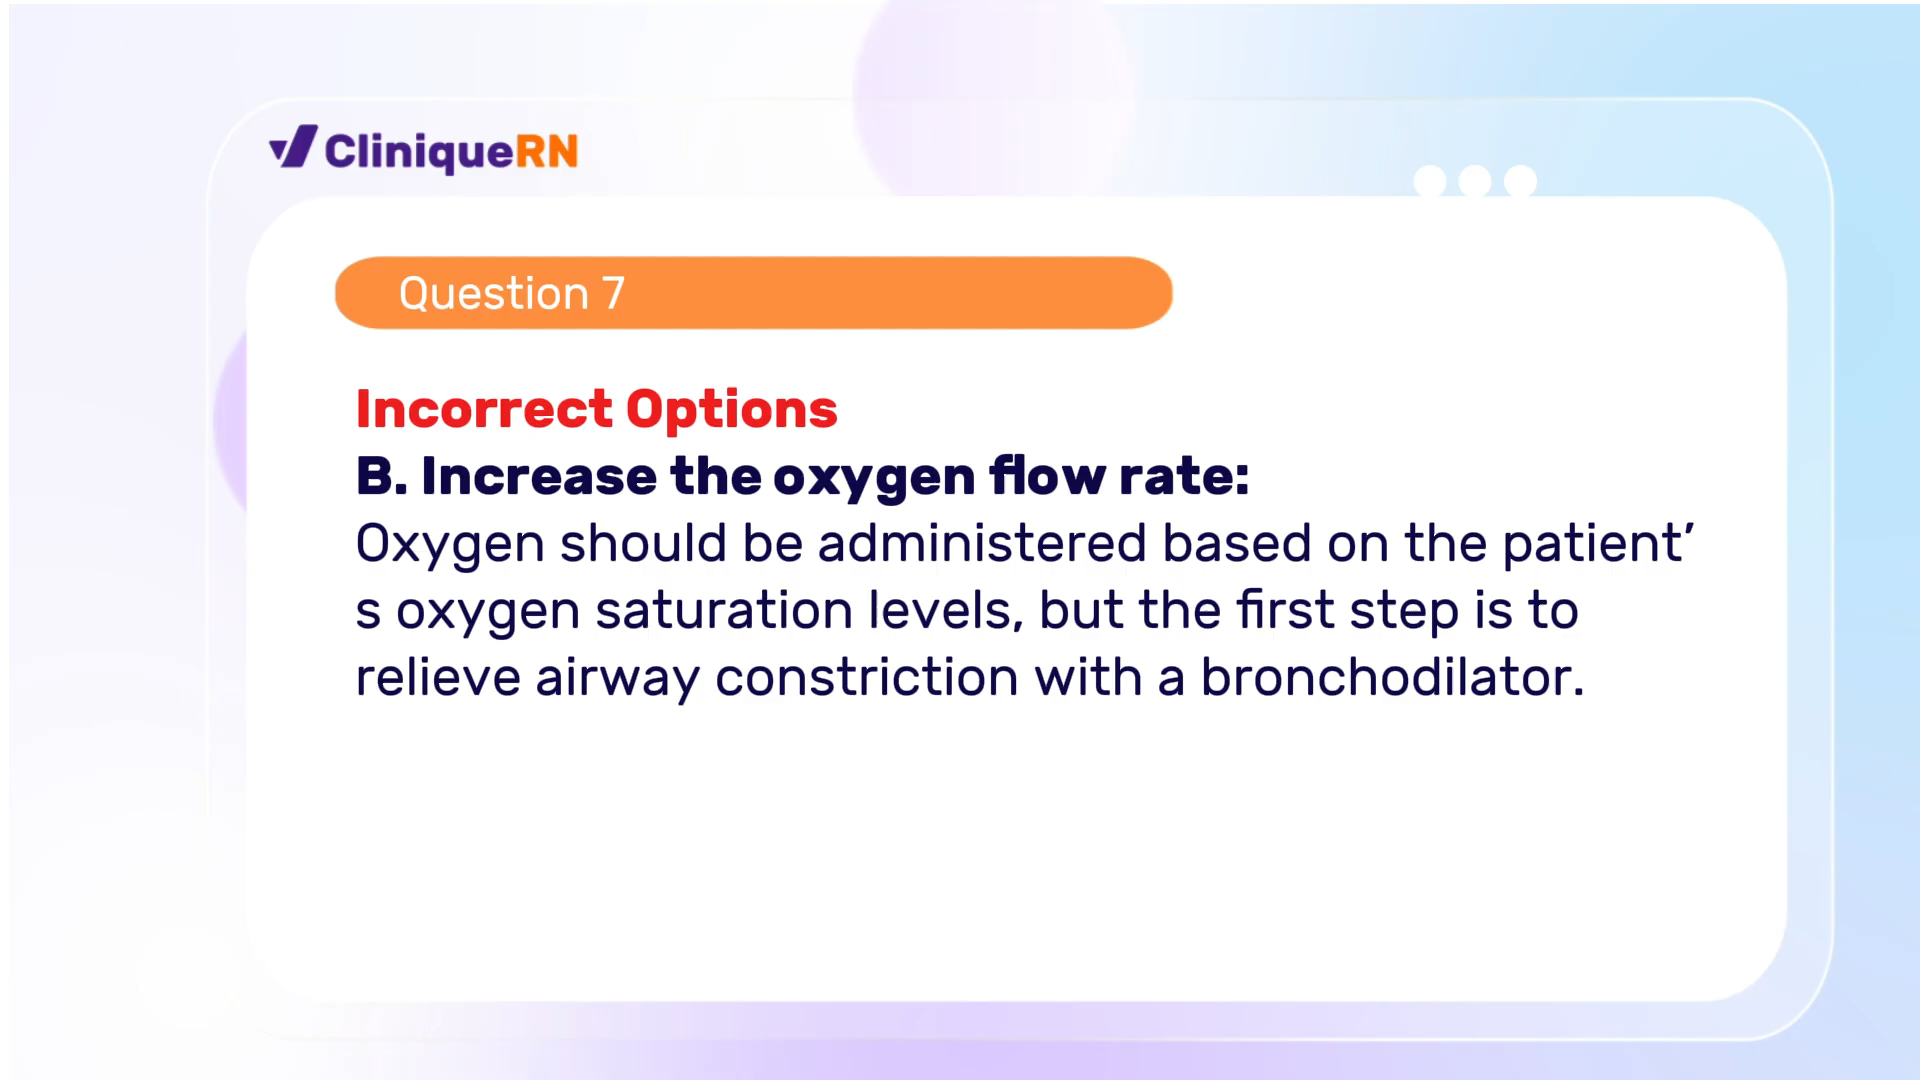 CliniqueRN
Question 7
Incorrect Options
B. Increase the oxygen flow rate:
Oxygen should be administered based on the patient’
s oxygen saturation levels, but the first step is to
relieve airway constriction with a bronchodilator.